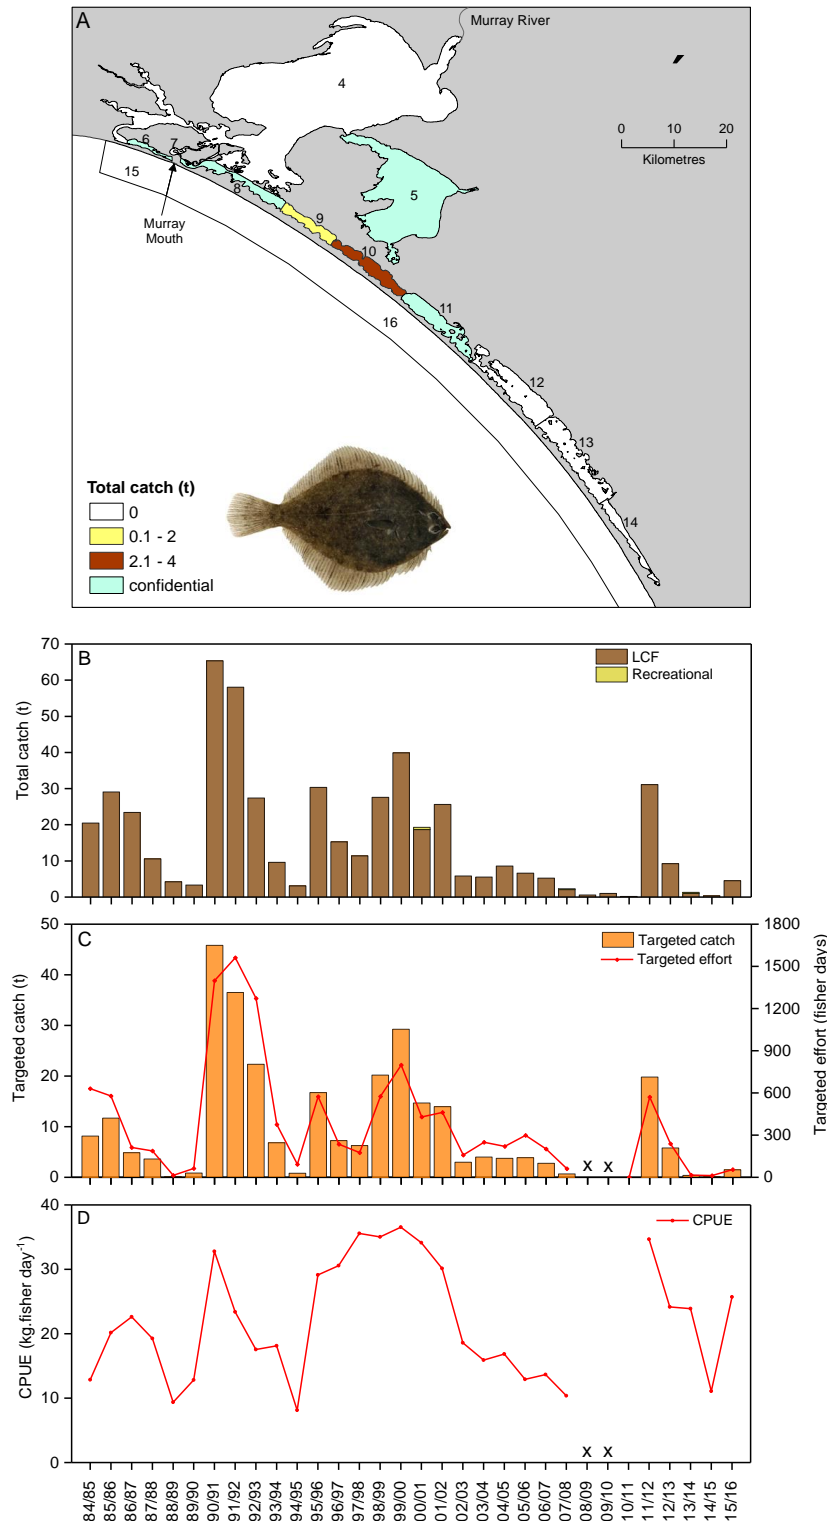 A
Murray River
4
0 10 20
Kilometres
6
7
15
8
5
Murray
Mouth
9
10
11
16
12
13
14
Total catch (t)
0
0.1 - 2
2.1 - 4
confidential
B
LCF
Recreational
Total catch (t)
70
60
50
40
30
20
10
0
C
Targeted catch
Targeted effort
Targeted catch (t)
50
40
30
20
10
0
Targeted effort (fisher days)
1800
1500
1200
900
600
300
0
x x
D
CPUE
CPUE (kg.fisher day-1)
40
30
20
10
0
x x
84/85 85/86 86/87 87/88 88/89 89/90 90/91 91/92 92/93 93/94 94/95 95/96 96/97 97/98 98/99 99/00 00/01 01/02 02/03 03/04 04/05 05/06 06/07 07/08 08/09 09/10 10/11 11/12 12/13 13/14 14/15 15/16